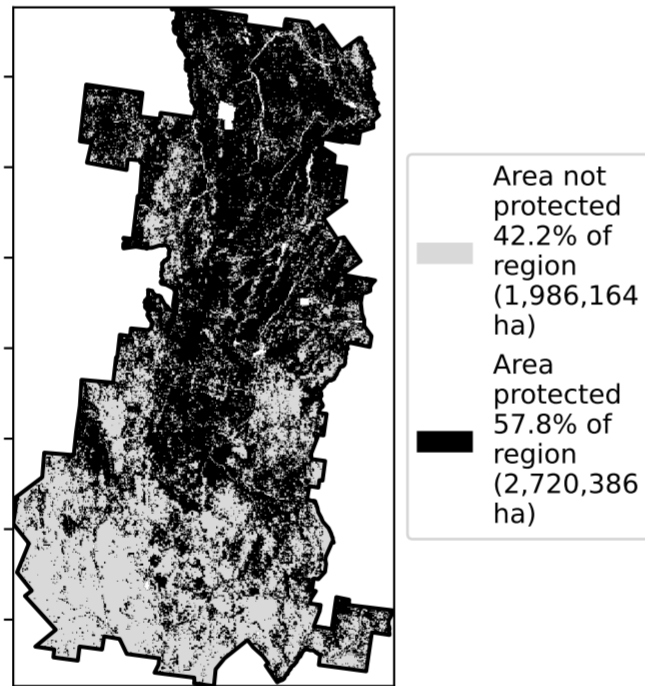 Area not
protected
42.2% of
region
(1,986,164
ha)
Area
protected
57.8% of
region
(2,720,386
ha)